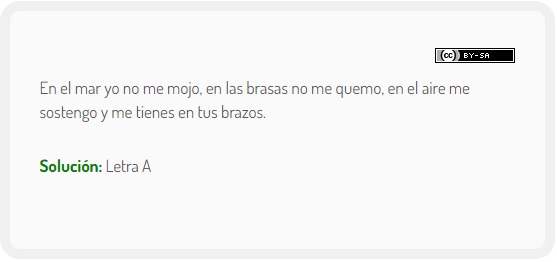 cc BY-SA
En el mar yo no me mojo, en las brasas no me quemo, en el aire me
sostengo y me tienes en tus brazos.
Solución: Letra A